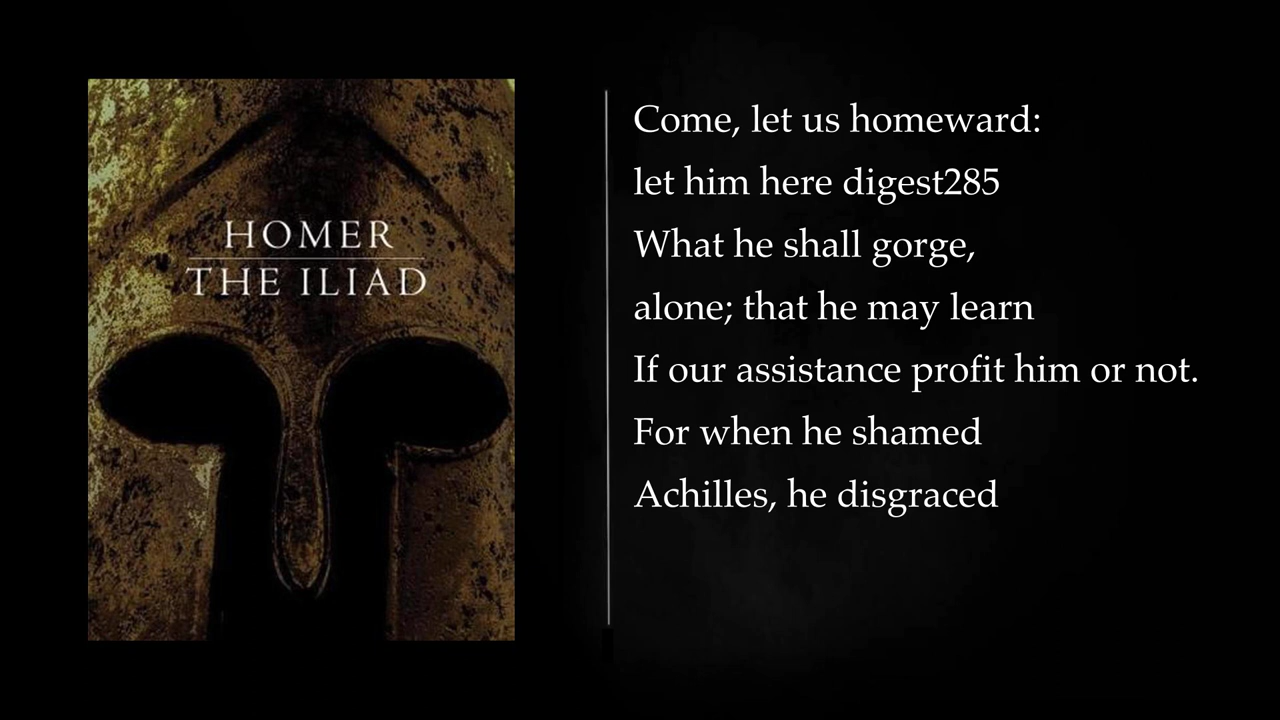 HOMER
THE ILIAD
Come, let us homeward:
let him here digest285
What he shall gorge,
alone; that he may learn
If our assistance profit him or not.
For when he shamed
Achilles, he disgraced